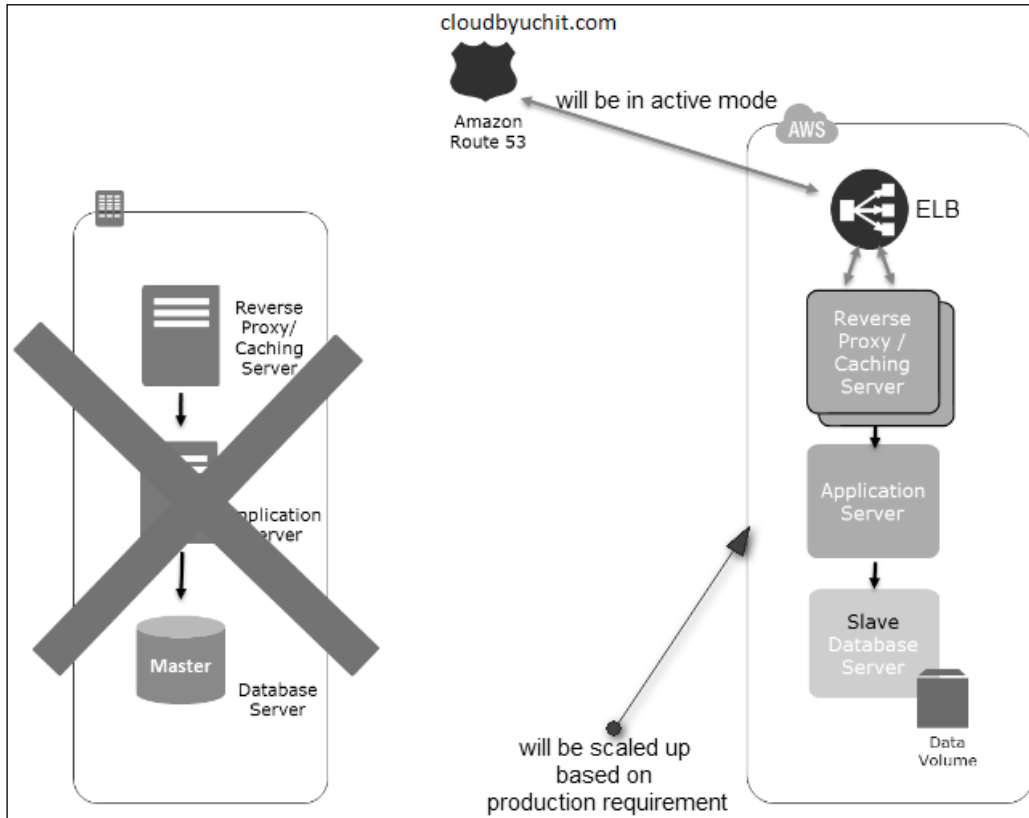 cloudbyuchit.com
Amazon
Route 53
will be in active mode
AWS
ELB
Reverse
Proxy/
Caching
Server
Application
Server
Master
Database
Server
Reverse
Proxy /
Caching
Server
Application
Server
Slave
Database
Server
Data
Volume
will be scaled up
based on
production requirement